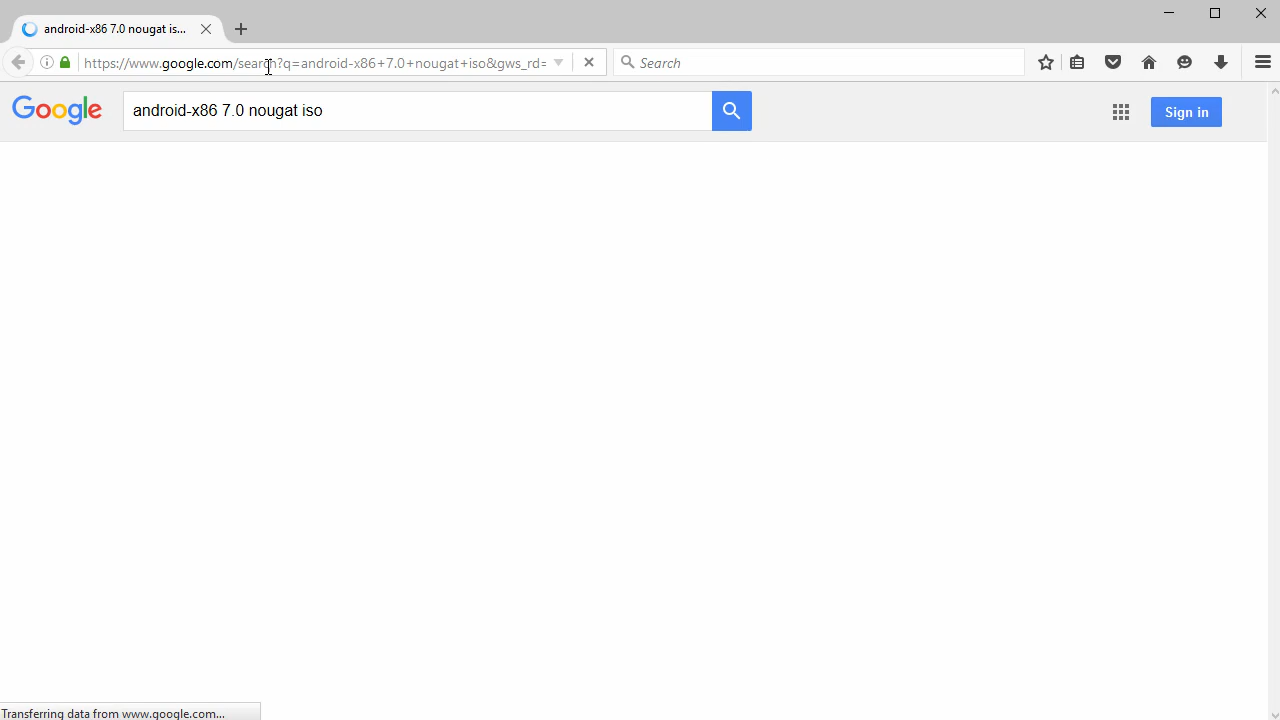 android-x86 7.0 nougat is...
https://www.google.com/search?q=android-x86+7.0+nougat+iso&gws_rd=
Search
Google
android-x86 7.0 nougat iso
Sign in
Transferring data from www.google.com...